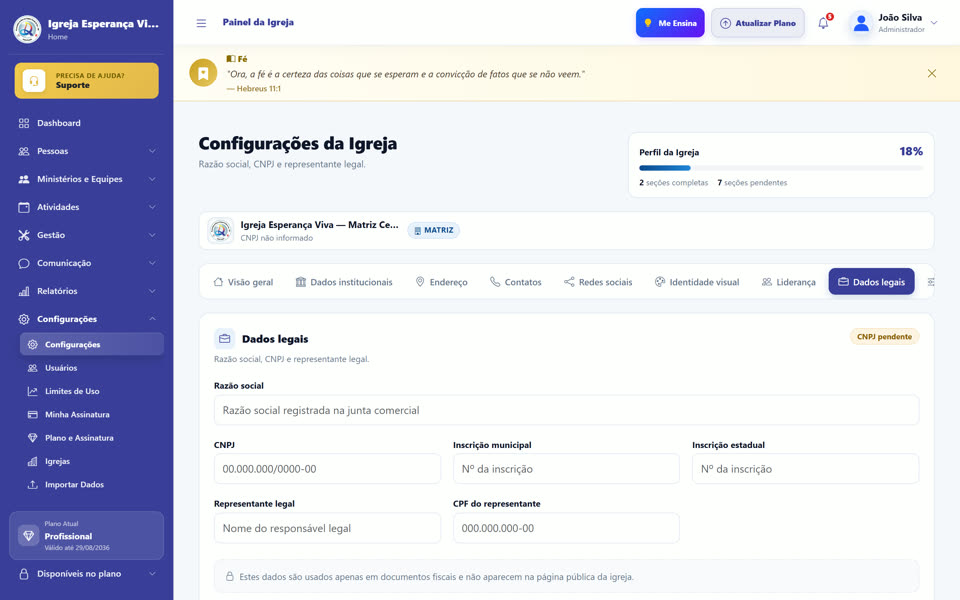 Igreja Esperança Vi...
Home
PRECISA DE AJUDA?
Suporte
Dashboard
Pessoas
Ministérios e Equipes
Atividades
Gestão
Comunicação
Relatórios
Configurações
Configurações
Usuários
Limites de Uso
Minha Assinatura
Plano e Assinatura
Igrejas
Importar Dados
Plano Atual
Profissional
Válido até 29/08/2036
Disponíveis no plano
Painel da Igreja
Me Ensina
Atualizar Plano
João Silva
Administrador
Fé
"Ora, a fé é a certeza das coisas que se esperam e a convicção de fatos que se não veem."
— Hebreus 11:1
Configurações da Igreja
Razão social, CNPJ e representante legal.
Perfil da Igreja 18%
2 seções completas 7 seções pendentes
Igreja Esperança Viva — Matriz Ce...
CNPJ não informado
MATRIZ
Visão geral Dados institucionais Endereço Contatos Redes sociais Identidade visual Liderança Dados legais
Dados legais
CNPJ pendente
Razão social, CNPJ e representante legal.
Razão social
Razão social registrada na junta comercial
CNPJ Inscrição municipal Inscrição estadual
00.000.000/0000-00 Nº da inscrição Nº da inscrição
Representante legal CPF do representante
Nome do responsável legal 000.000.000-00
Estes dados são usados apenas em documentos fiscais e não aparecem na página pública da igreja.